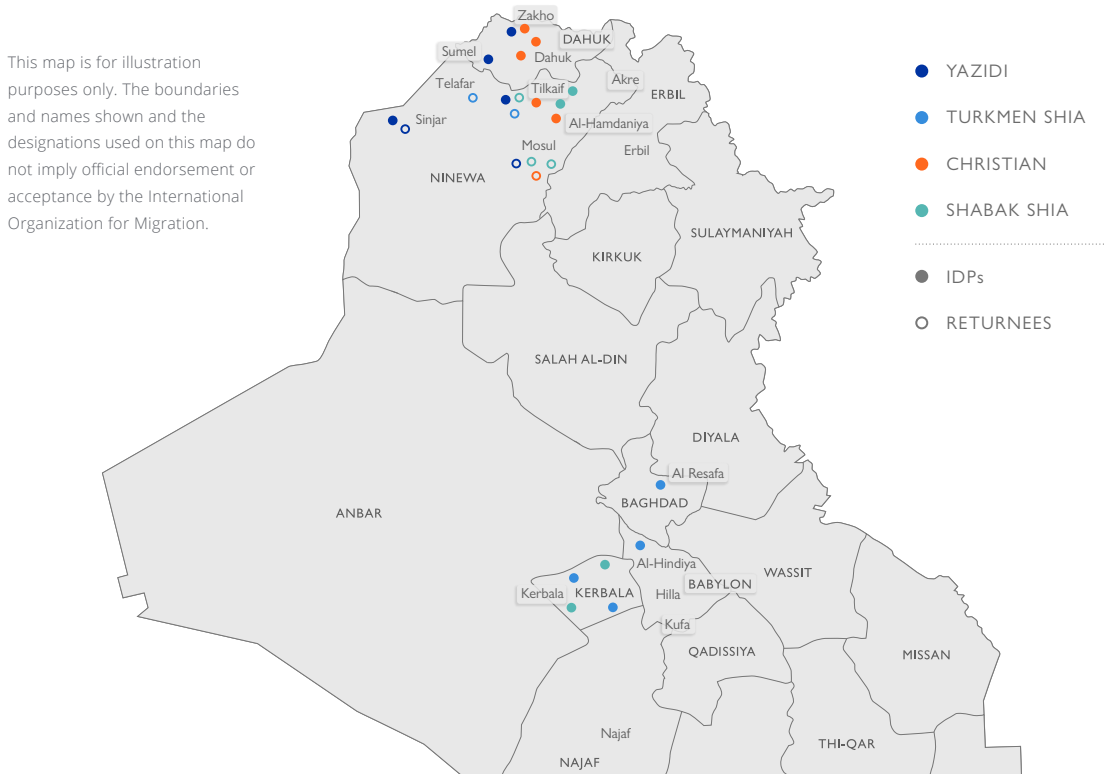 This map is for illustration
purposes only. The boundaries
and names shown and the
designations used on this map do
not imply official endorsement or
acceptance by the International
Organization for Migration.
Zakho
DAHUK
Sumel
Dahuk
Telafar
Tilkaif
Akre
ERBIL
Sinjar
Al-Hamdaniya
Mosul
Erbil
NINEWA
SULAYMANIYAH
KIRKUK
SALAH AL-DIN
DIYALA
Al Resafa
BAGHDAD
ANBAR
Al-Hindiya
WASSIT
BABYLON
Kerbala
KERBALA
Hilla
Kufa
QADISSIYA
MISSAN
Najaf
THI-QAR
NAJAF
YAZIDI
TURKMEN SHIA
CHRISTIAN
SHABAK SHIA
IDPs
RETURNEES